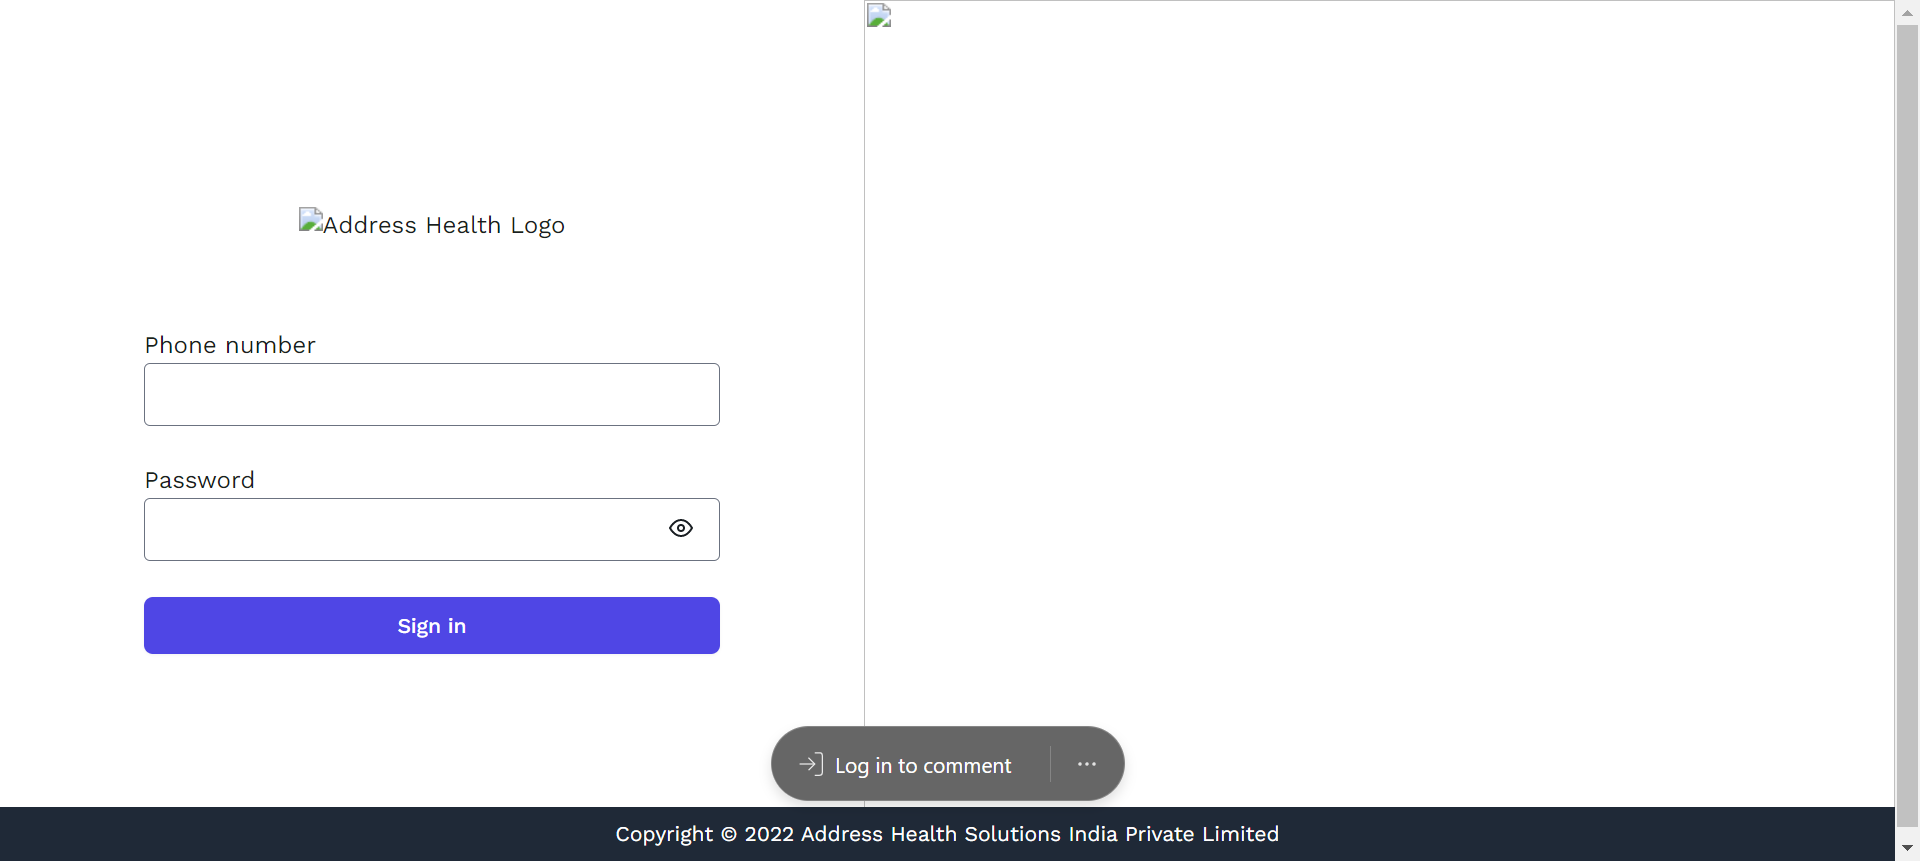 Address Health Logo
Phone number
Password
Sign in
Log in to comment
Copyright © 2022 Address Health Solutions India Private Limited